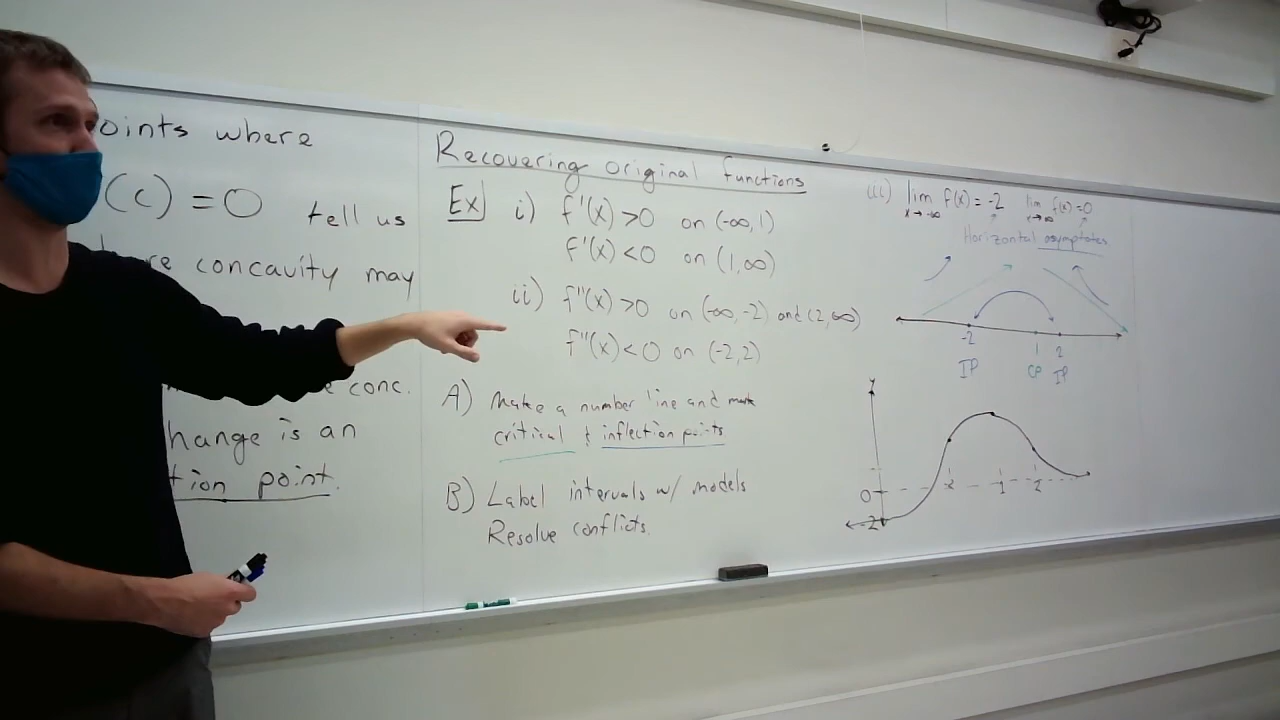 oints where
(c) = 0 tell us
re concavity may
conc.
hange is an
tion point.
Recovering original functions
Ex i) f'(x) > 0 on (-∞, 1)
f'(x) < 0 on (1, ∞)
ii) f''(x) > 0 on (-∞, -2) and (2, ∞)
f''(x) < 0 on (-2, 2)
A) Make a number line and mark
critical & inflection points
B) Label intervals w/ models
Resolve conflicts.
iii) lim f(x) = -2 lim f(x) = 0
x→-∞ x→∞
Horizontal asymptotes
-2 1 2
IP CP IP
y
0 -2 1 2
-2